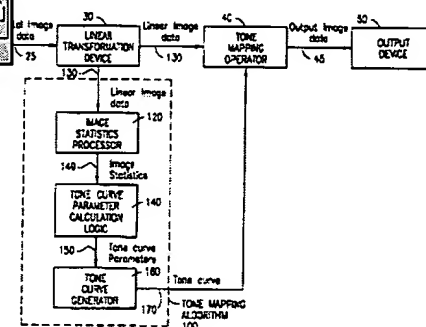 30
40
50
Image
data
25
LINEAR
TRANSFORMATION
DEVICE
Linear Image
data
130
TONE
MAPPING
OPERATOR
Output Image
data
45
OUTPUT
DEVICE
130
Linear Image
data
120
IMAGE
STATISTICS
PROCESSOR
140
Image
Statistics
TONE CURVE
PARAMETER
CALCULATION
LOGIC
140
150
Tone curve
Parameters
160
TONE
CURVE
GENERATOR
Tone curve
170
TONE MAPPING
ALGORITHM
100